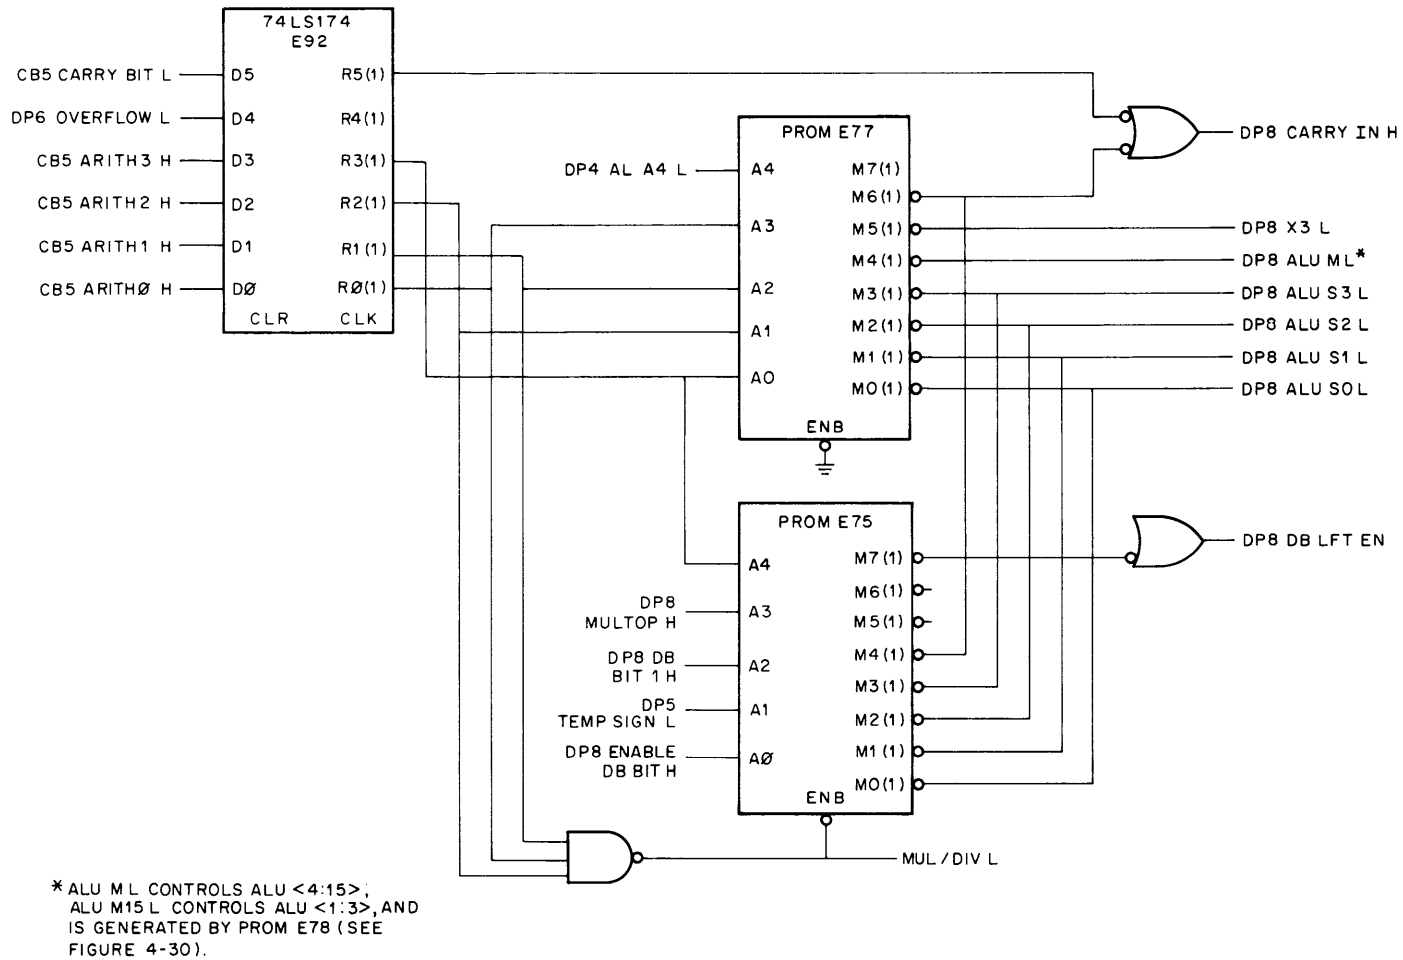 74LS174
E92
CB5 CARRY BIT L
D5
R5(1)
DP6 OVERFLOW L
D4
R4(1)
CB5 ARITH3 H
D3
R3(1)
CB5 ARITH2 H
D2
R2(1)
CB5 ARITH1 H
D1
R1(1)
CB5 ARITHØ H
DØ
RØ(1)
CLR
CLK
PROM E77
DP4 AL A4 L
A4
M7(1)
M6(1)
A3
M5(1)
M4(1)
A2
M3(1)
A1
M2(1)
M1(1)
A0
M0(1)
ENB
DP8 CARRY IN H
DP8 X3 L
DP8 ALU ML*
DP8 ALU S3 L
DP8 ALU S2 L
DP8 ALU S1 L
DP8 ALU S0 L
PROM E75
M7(1)
DP8 DB LFT EN
A4
M6(1)
DP8
MULTOP H
A3
M5(1)
DP8 DB
BIT 1 H
A2
M4(1)
M3(1)
DP5
TEMP SIGN L
A1
M2(1)
DP8 ENABLE
DB BIT H
AØ
M1(1)
M0(1)
ENB
MUL/DIV L
* ALU ML CONTROLS ALU <4:15>,
ALU M15 L CONTROLS ALU <1:3>, AND
IS GENERATED BY PROM E78 (SEE
FIGURE 4-30).